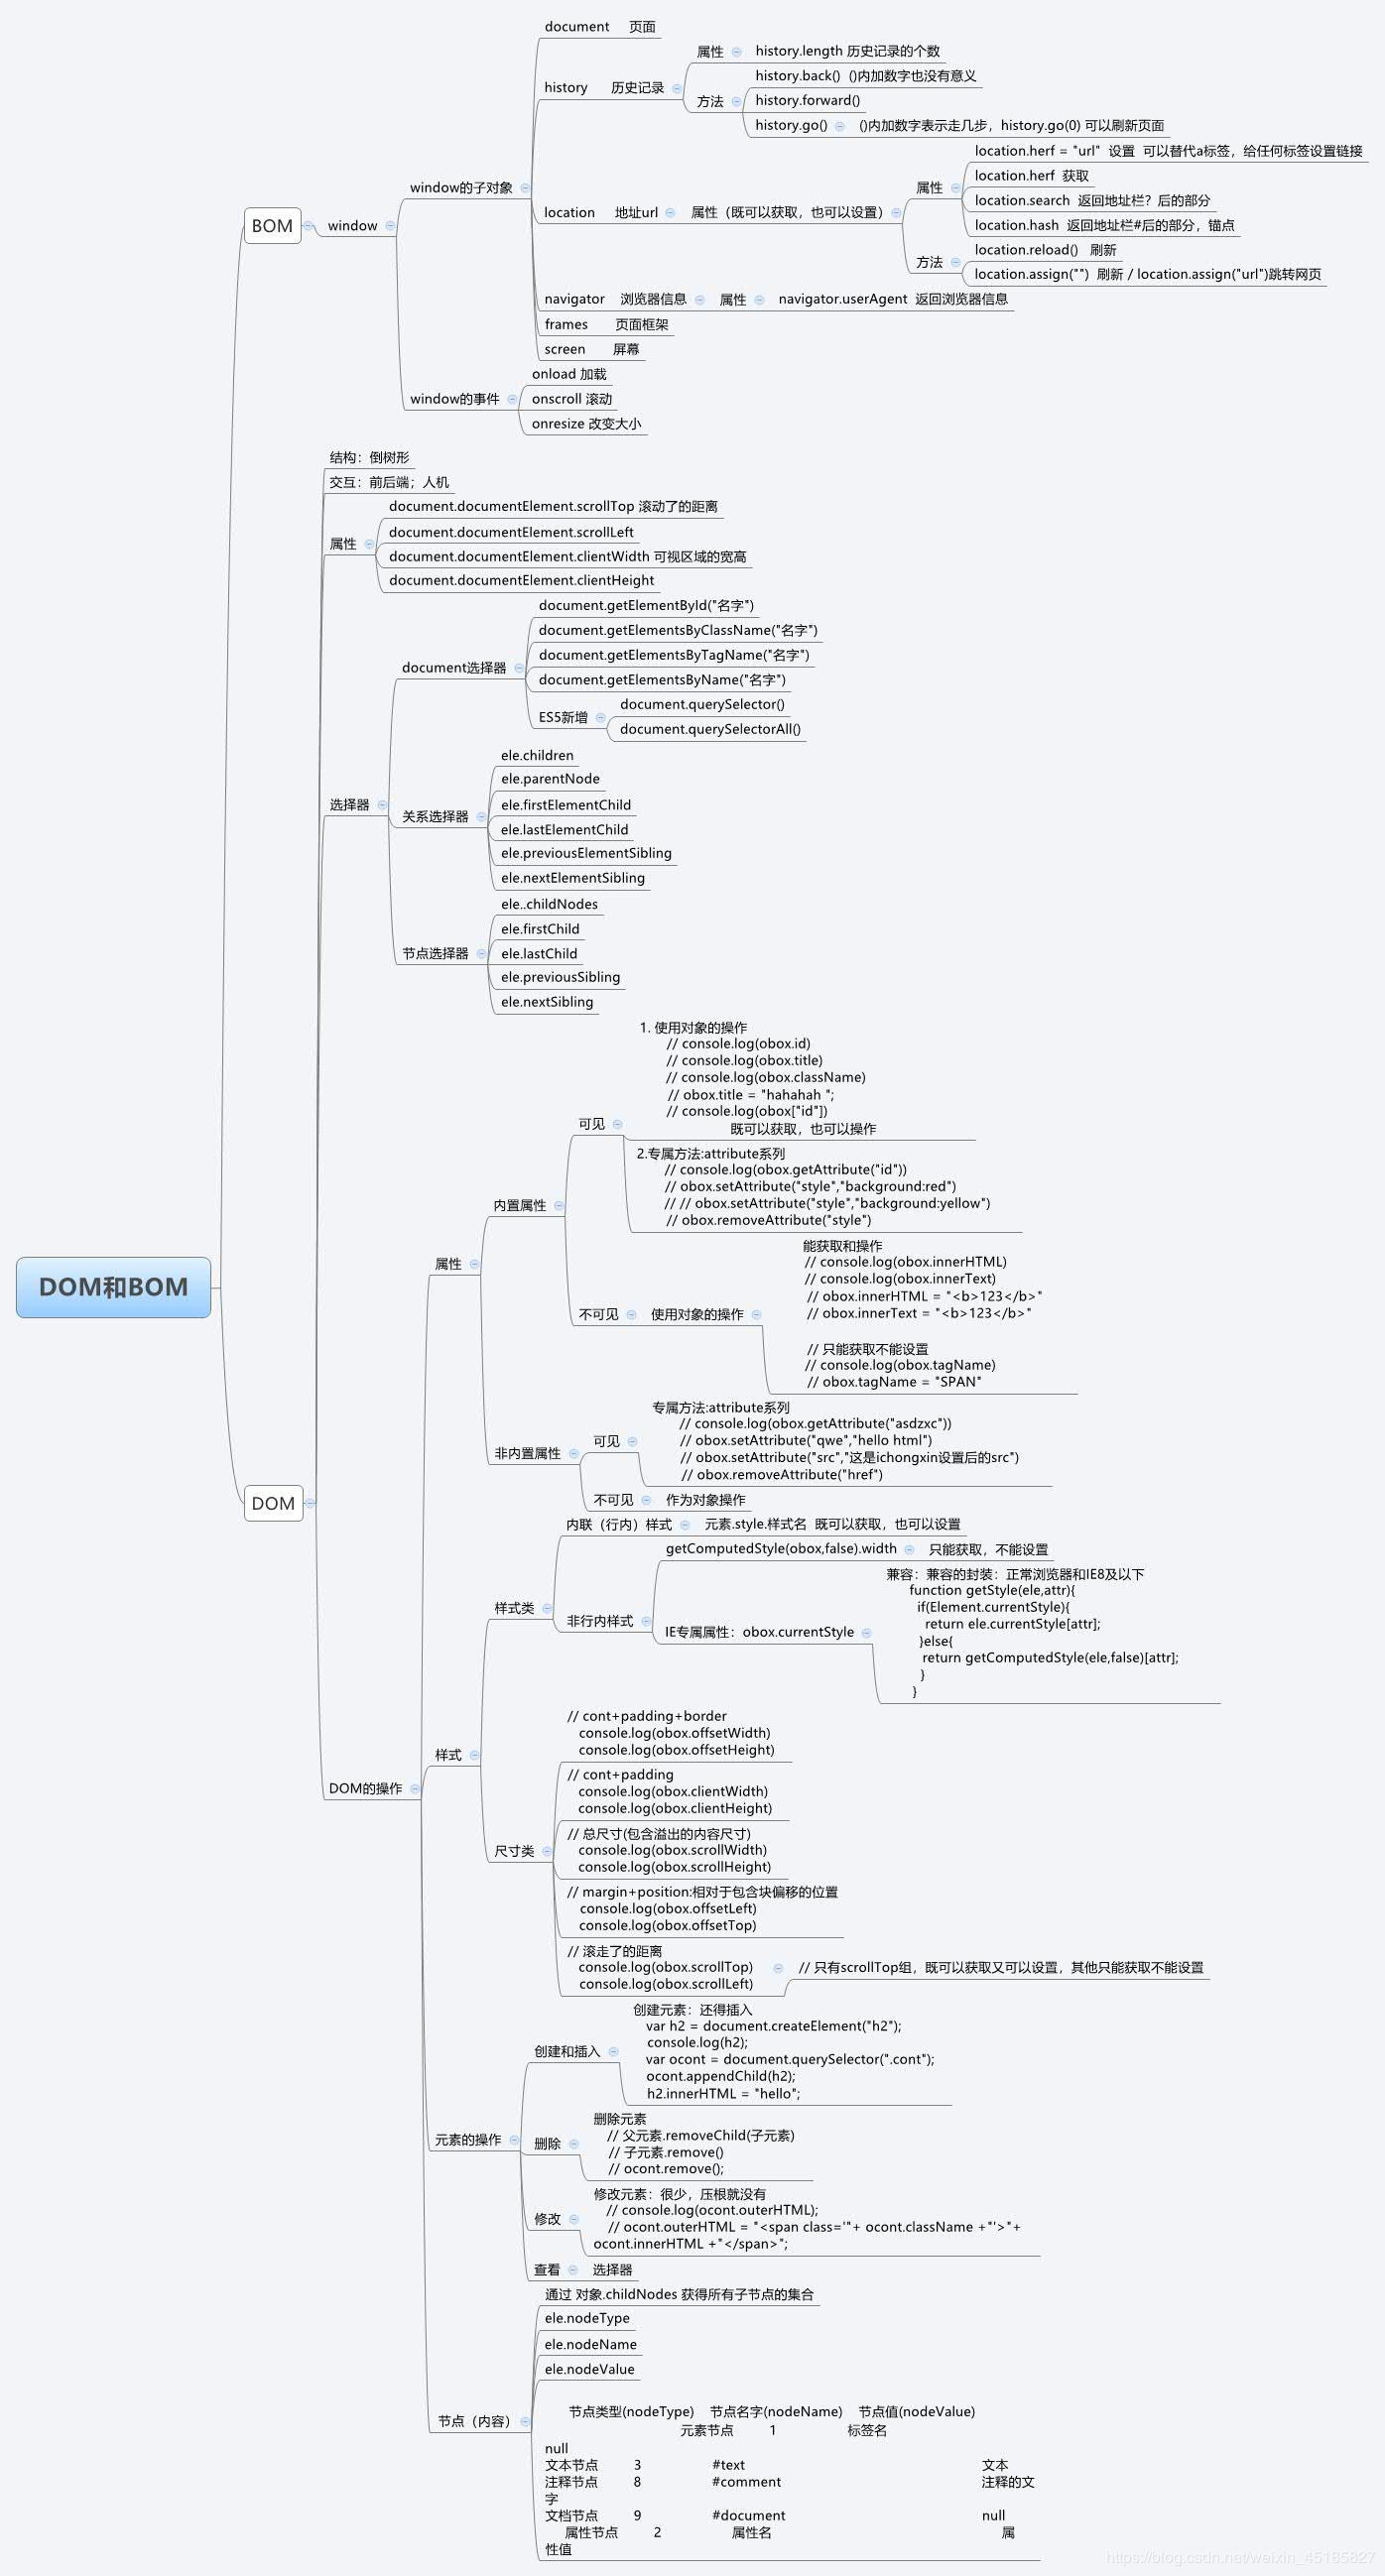 DOM和BOM
BOM
window
window的子对象
document 页面
history 历史记录
属性
history.length 历史记录的个数
方法
history.back() ()内加数字也没有意义
history.forward()
history.go()
()内加数字表示走几步，history.go(0) 可以刷新页面
location 地址url
属性（既可以获取，也可以设置）
属性
location.herf = "url" 设置 可以替代a标签，给任何标签设置链接
location.herf 获取
location.search 返回地址栏？后的部分
location.hash 返回地址栏#后的部分，锚点
方法
location.reload() 刷新
location.assign("") 刷新 / location.assign("url")跳转网页
navigator 浏览器信息
属性
navigator.userAgent 返回浏览器信息
frames 页面框架
screen 屏幕
window的事件
onload 加载
onscroll 滚动
onresize 改变大小
DOM
结构：倒树形
交互：前后端；人机
属性
document.documentElement.scrollTop 滚动了的距离
document.documentElement.scrollLeft
document.documentElement.clientWidth 可视区域的宽高
document.documentElement.clientHeight
选择器
document选择器
document.getElementById("名字")
document.getElementsByClassName("名字")
document.getElementsByTagName("名字")
document.getElementsByName("名字")
ES5新增
document.querySelector()
document.querySelectorAll()
关系选择器
ele.children
ele.parentNode
ele.firstElementChild
ele.lastElementChild
ele.previousElementSibling
ele.nextElementSibling
节点选择器
ele..childNodes
ele.firstChild
ele.lastChild
ele.previousSibling
ele.nextSibling
DOM的操作
属性
内置属性
可见
1. 使用对象的操作
// console.log(obox.id)
// console.log(obox.title)
// console.log(obox.className)
// obox.title = "hahahah ";
// console.log(obox["id"])
既可以获取，也可以操作
2.专属方法:attribute系列
// console.log(obox.getAttribute("id"))
// obox.setAttribute("style","background:red")
// // obox.setAttribute("style","background:yellow")
// obox.removeAttribute("style")
不可见
使用对象的操作
能获取和操作
// console.log(obox.innerHTML)
// console.log(obox.innerText)
// obox.innerHTML = "<b>123</b>"
// obox.innerText = "<b>123</b>"
// 只能获取不能设置
// console.log(obox.tagName)
// obox.tagName = "SPAN"
非内置属性
可见
专属方法:attribute系列
// console.log(obox.getAttribute("asdzxc"))
// obox.setAttribute("qwe","hello html")
// obox.setAttribute("src","这是ichongxin设置后的src")
// obox.removeAttribute("href")
不可见
作为对象操作
样式
样式类
内联（行内）样式
元素.style.样式名 既可以获取，也可以设置
非行内样式
getComputedStyle(obox,false).width
只能获取，不能设置
IE专属属性：obox.currentStyle
兼容：兼容的封装：正常浏览器和IE8及以下
function getStyle(ele,attr){
if(Element.currentStyle){
return ele.currentStyle[attr];
}else{
return getComputedStyle(ele,false)[attr];
}
}
尺寸类
// cont+padding+border
console.log(obox.offsetWidth)
console.log(obox.offsetHeight)
// cont+padding
console.log(obox.clientWidth)
console.log(obox.clientHeight)
// 总尺寸(包含溢出的内容尺寸)
console.log(obox.scrollWidth)
console.log(obox.scrollHeight)
// margin+position:相对于包含块偏移的位置
console.log(obox.offsetLeft)
console.log(obox.offsetTop)
// 滚走了的距离
console.log(obox.scrollTop)
console.log(obox.scrollLeft)
// 只有scrollTop组，既可以获取又可以设置，其他只能获取不能设置
元素的操作
创建和插入
创建元素：还得插入
var h2 = document.createElement("h2");
console.log(h2);
var ocont = document.querySelector(".cont");
ocont.appendChild(h2);
h2.innerHTML = "hello";
删除
删除元素
// 父元素.removeChild(子元素)
// 子元素.remove()
// ocont.remove();
修改
修改元素：很少，压根就没有
// console.log(ocont.outerHTML);
// ocont.outerHTML = "<span class='"+ ocont.className +"'>"+
ocont.innerHTML +"</span>";
查看
选择器
节点（内容）
通过 对象.childNodes 获得所有子节点的集合
ele.nodeType
ele.nodeName
ele.nodeValue
节点类型(nodeType) 节点名字(nodeName) 节点值(nodeValue)
元素节点 1 标签名
null
文本节点 3 #text 文本
注释节点 8 #comment 注释的文
字
文档节点 9 #document null
属性节点 2 属性名 属
性值
https://blog.csdn.net/weixin_45185827